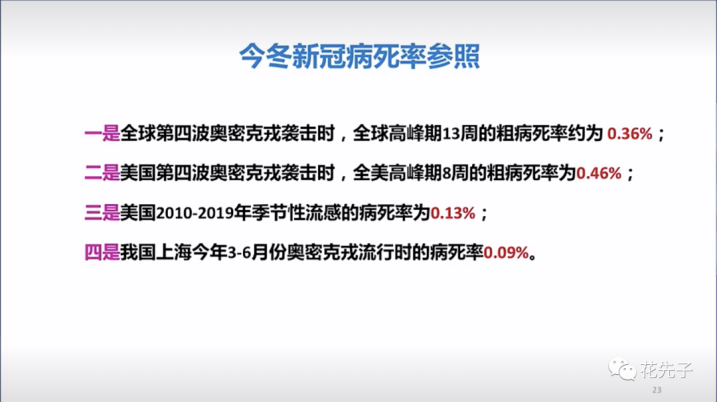 今冬新冠病死率参照
一是全球第四波奥密克戎袭击时，全球高峰期13周的粗病死率约为 0.36%；
二是美国第四波奥密克戎袭击时，全美高峰期8周的粗病死率为0.46%；
三是美国2010-2019年季节性流感的病死率为0.13%；
四是我国上海今年3-6月份奥密克戎流行时的病死率0.09%。
花先子
23